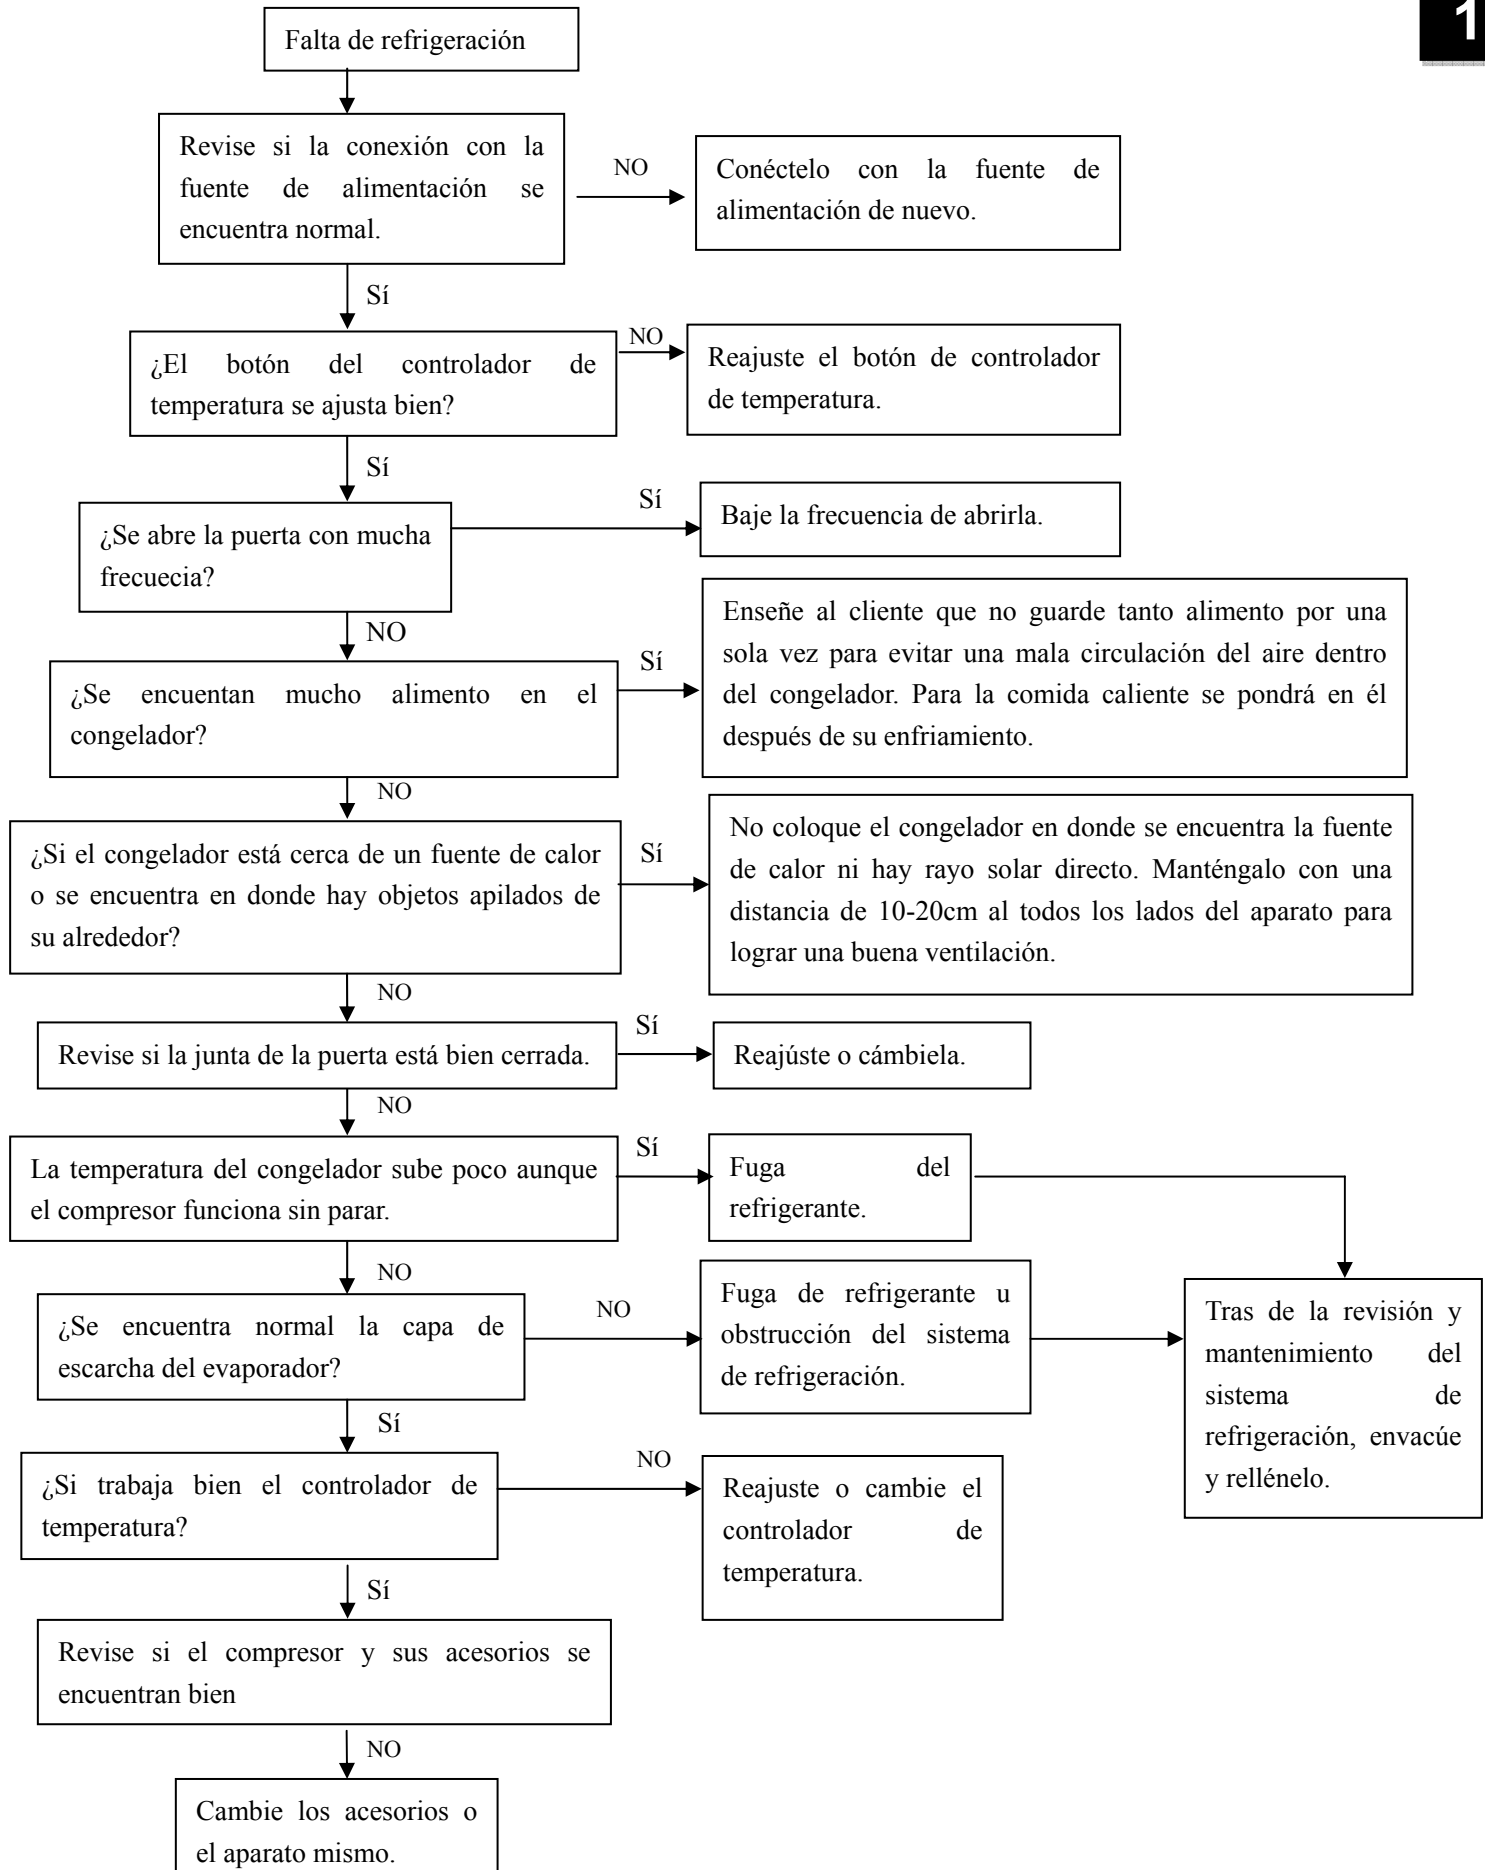 1
Falta de refrigeración
Revise si la conexión con la
fuente de alimentación se
encuentra normal.
NO
Conéctelo con la fuente de
alimentación de nuevo.
Sí
¿El botón del controlador de
temperatura se ajusta bien?
NO
Reajuste el botón de controlador
de temperatura.
Sí
¿Se abre la puerta con mucha
frecuecia?
Sí
Baje la frecuencia de abrirla.
NO
¿Se encuentan mucho alimento en el
congelador?
Sí
Enseñe al cliente que no guarde tanto alimento por una
sola vez para evitar una mala circulación del aire dentro
del congelador. Para la comida caliente se pondrá en él
después de su enfriamiento.
NO
¿Si el congelador está cerca de un fuente de calor
o se encuentra en donde hay objetos apilados de
su alrededor?
Sí
No coloque el congelador en donde se encuentra la fuente
de calor ni hay rayo solar directo. Manténgalo con una
distancia de 10-20cm al todos los lados del aparato para
lograr una buena ventilación.
NO
Revise si la junta de la puerta está bien cerrada.
Sí
Reajúste o cámbiela.
NO
La temperatura del congelador sube poco aunque
el compresor funciona sin parar.
Sí
Fuga del
refrigerante.
NO
¿Se encuentra normal la capa de
escarcha del evaporador?
NO
Fuga de refrigerante u
obstrucción del sistema
de refrigeración.
Tras de la revisión y
mantenimiento del
sistema de
refrigeración, envacúe
y rellénelo.
Sí
¿Si trabaja bien el controlador de
temperatura?
NO
Reajuste o cambie el
controlador de
temperatura.
Sí
Revise si el compresor y sus acesorios se
encuentran bien
NO
Cambie los acesorios o
el aparato mismo.